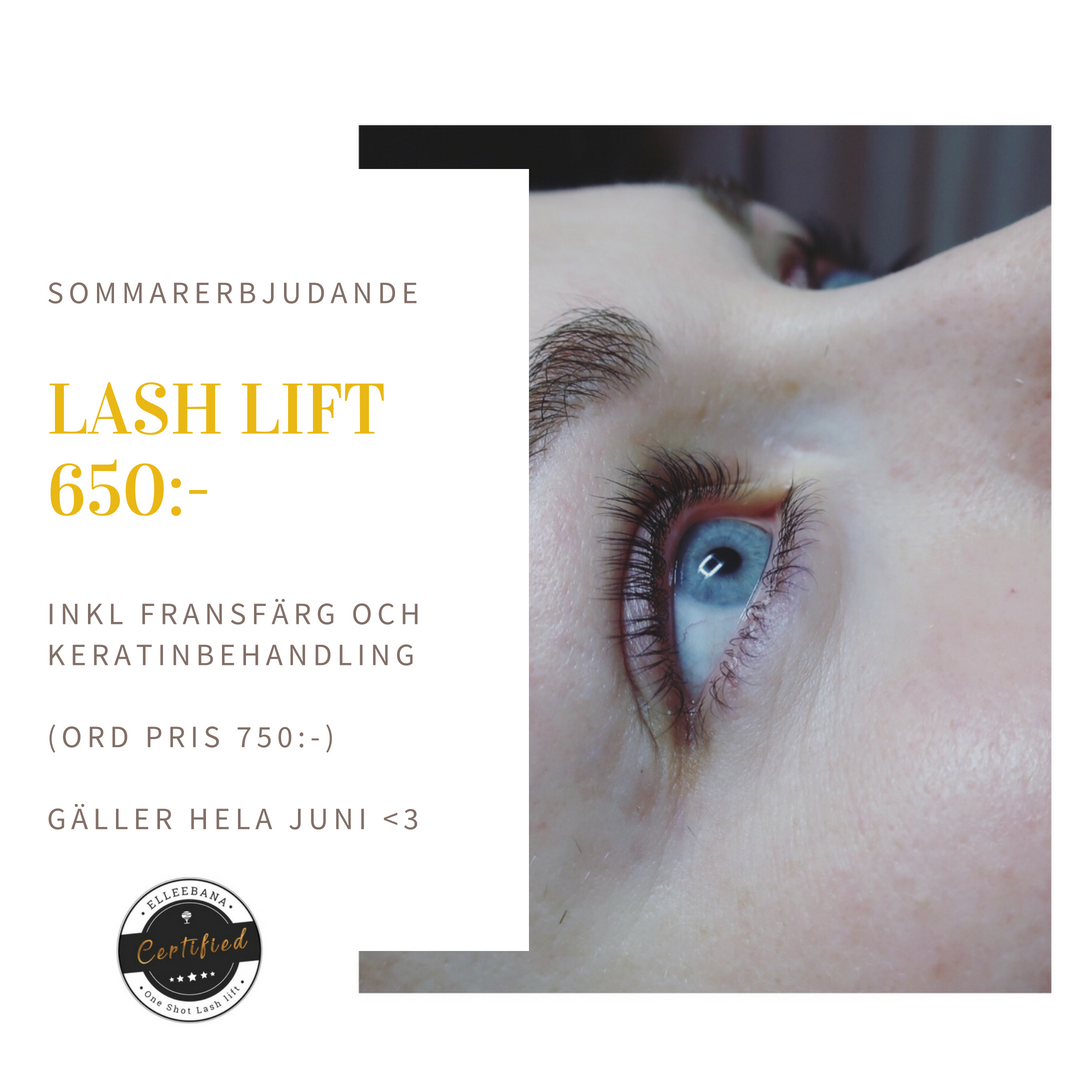 SOMMARERBJUDANDE
LASH LIFT
650:-
INKL FRANSFÄRG OCH
KERATINBEHANDLING
(ORD PRIS 750:-)
GÄLLER HELA JUNI <3
• ELLEEBANA •
Certified
• One Shot Lash lift •